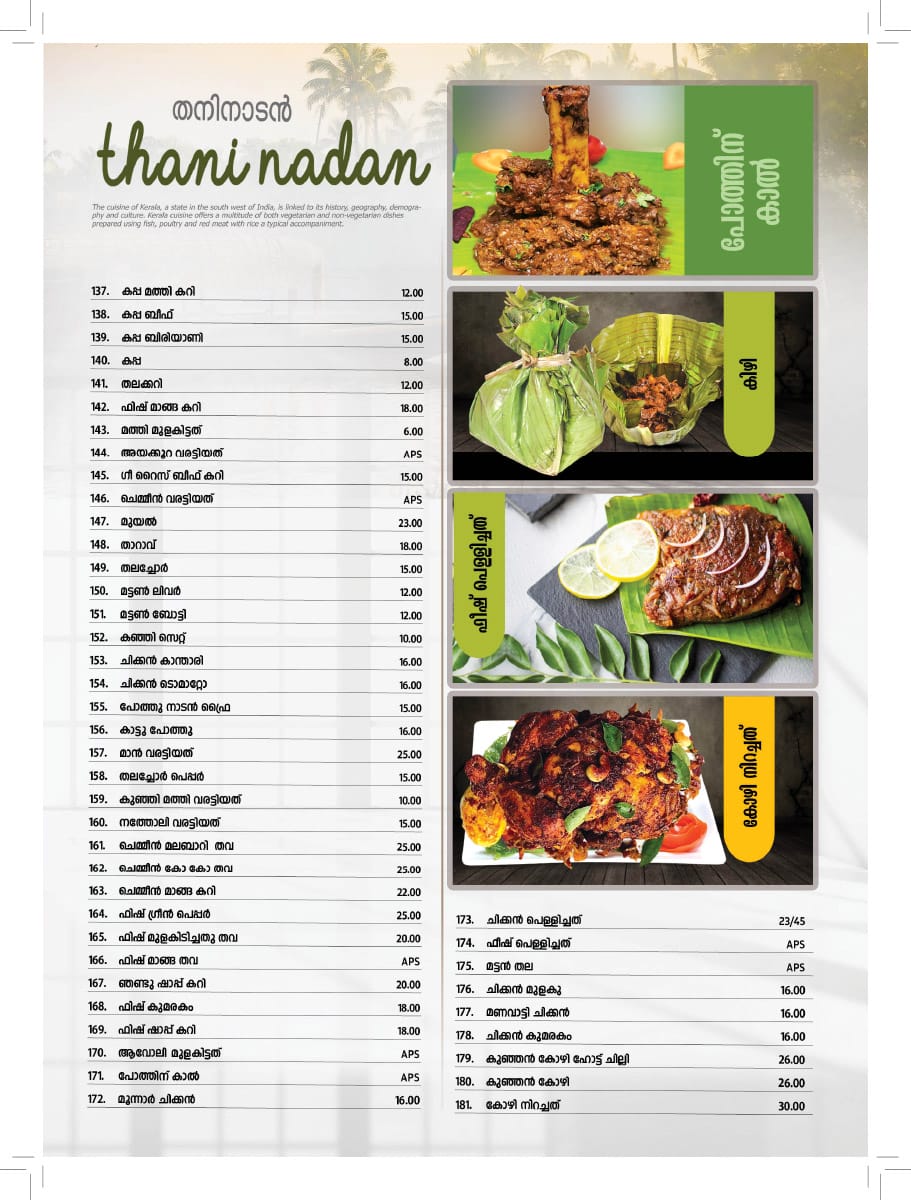 തനിനാടൻ
thani nadan
The cuisine of Kerala, a state in the south west of India, is linked to its history, geography, demogra-
phy and culture. Kerala cuisine offers a multitude of both vegetarian and non-vegetarian dishes
prepared using fish, poultry and red meat with rice a typical accompaniment.
137. കപ്പ മത്തി കറി 12.00
138. കപ്പ ബീഫ് 15.00
139. കപ്പ ബിരിയാണി 15.00
140. കപ്പ 8.00
141. തലക്കറി 12.00
142. ഫിഷ് മാങ്ങ കറി 18.00
143. മത്തി മുളകിട്ടത് 6.00
144. അയക്കൂറ വരട്ടിയത് APS
145. ഗീ റൈസ് ബീഫ് കറി 15.00
146. ചെമ്മീൻ വരട്ടിയത് APS
147. മുയൽ 23.00
148. താറാവ് 18.00
149. തലച്ചോർ 15.00
150. മട്ടൺ ലിവർ 12.00
151. മട്ടൺ ബോട്ടി 12.00
152. കഞ്ഞി സെറ്റ് 10.00
153. ചിക്കൻ കാന്താരി 16.00
154. ചിക്കൻ ടൊമാറ്റോ 16.00
155. പോത്തു നാടൻ ഫ്രൈ 15.00
156. കാട്ടു പോത്തു 16.00
157. മാൻ വരട്ടിയത് 25.00
158. തലച്ചോർ പെപ്പർ 15.00
159. കുഞ്ഞി മത്തി വരട്ടിയത് 10.00
160. നത്തോലി വരട്ടിയത് 15.00
161. ചെമ്മീൻ മലബാറി തവ 25.00
162. ചെമ്മീൻ കോ കോ തവ 25.00
163. ചെമ്മീൻ മാങ്ങ കറി 22.00
164. ഫിഷ് ഗ്രീൻ പെപ്പർ 25.00
165. ഫിഷ് മുളകിടിച്ചതു തവ 20.00
166. ഫിഷ് മാങ്ങ തവ APS
167. ഞണ്ടു ഷാപ്പ് കറി 20.00
168. ഫിഷ് കുമരകം 18.00
169. ഫിഷ് ഷാപ്പ് കറി 18.00
170. ആവോലി മുളകിട്ടത് APS
171. പോത്തിന് കാൽ APS
172. മൂന്നാർ ചിക്കൻ 16.00
പോത്തിന്
കാൽ
കിഴി
ഫീഷ് പെള്ളിച്ചത്
കോഴി നിറച്ചത്
173. ചിക്കൻ പെള്ളിച്ചത് 23/45
174. ഫീഷ് പെള്ളിച്ചത് APS
175. മട്ടൻ തല APS
176. ചിക്കൻ മുളകു 16.00
177. മണവാട്ടി ചിക്കൻ 16.00
178. ചിക്കൻ കുമരകം 16.00
179. കുഞ്ഞൻ കോഴി ഹോട്ട് ചില്ലി 26.00
180. കുഞ്ഞൻ കോഴി 26.00
181. കോഴി നിറച്ചത് 30.00